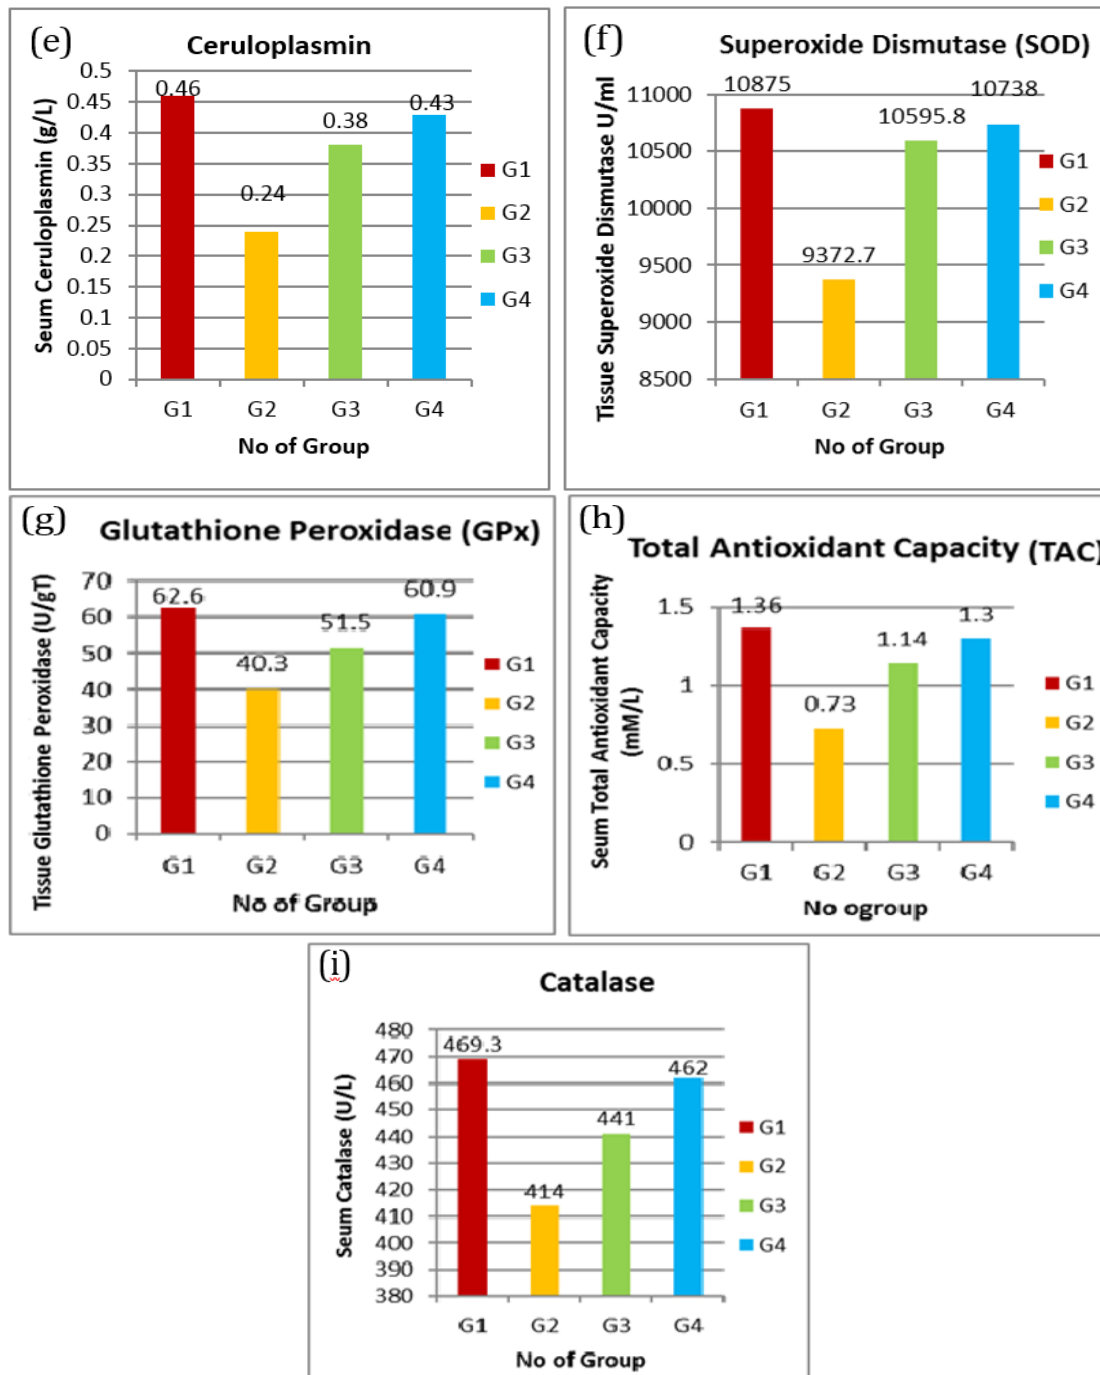 (e)
Ceruloplasmin
Seum Ceruloplasmin (g/L)
0.5
0.45
0.4
0.35
0.3
0.25
0.2
0.15
0.1
0.05
0
0.46
0.24
0.38
0.43
G1 G2 G3 G4
No of Group
G1
G2
G3
G4
(f)
Superoxide Dismutase (SOD)
Tissue Superoxide Dismutase U/ml
11000
10500
10000
9500
9000
8500
10875
9372.7
10595.8
10738
G1 G2 G3 G4
No of Group
G1
G2
G3
G4
(g)
Glutathione Peroxidase (GPx)
Tissue Glutathione Peroxidase (U/gT)
70
60
50
40
30
20
10
0
62.6
40.3
51.5
60.9
G1 G2 G3 G4
No of Group
G1
G2
G3
G4
(h)
Total Antioxidant Capacity (TAC)
Seum Total Antioxidant Capacity
(mM/L)
1.5
1
0.5
0
1.36
0.73
1.14
1.3
G1 G2 G3 G4
No ogroup
G1
G2
G3
G4
(i)
Catalase
Seum Catalase (U/L)
480
470
460
450
440
430
420
410
400
390
380
469.3
414
441
462
G1 G2 G3 G4
No of Group
G1
G2
G3
G4